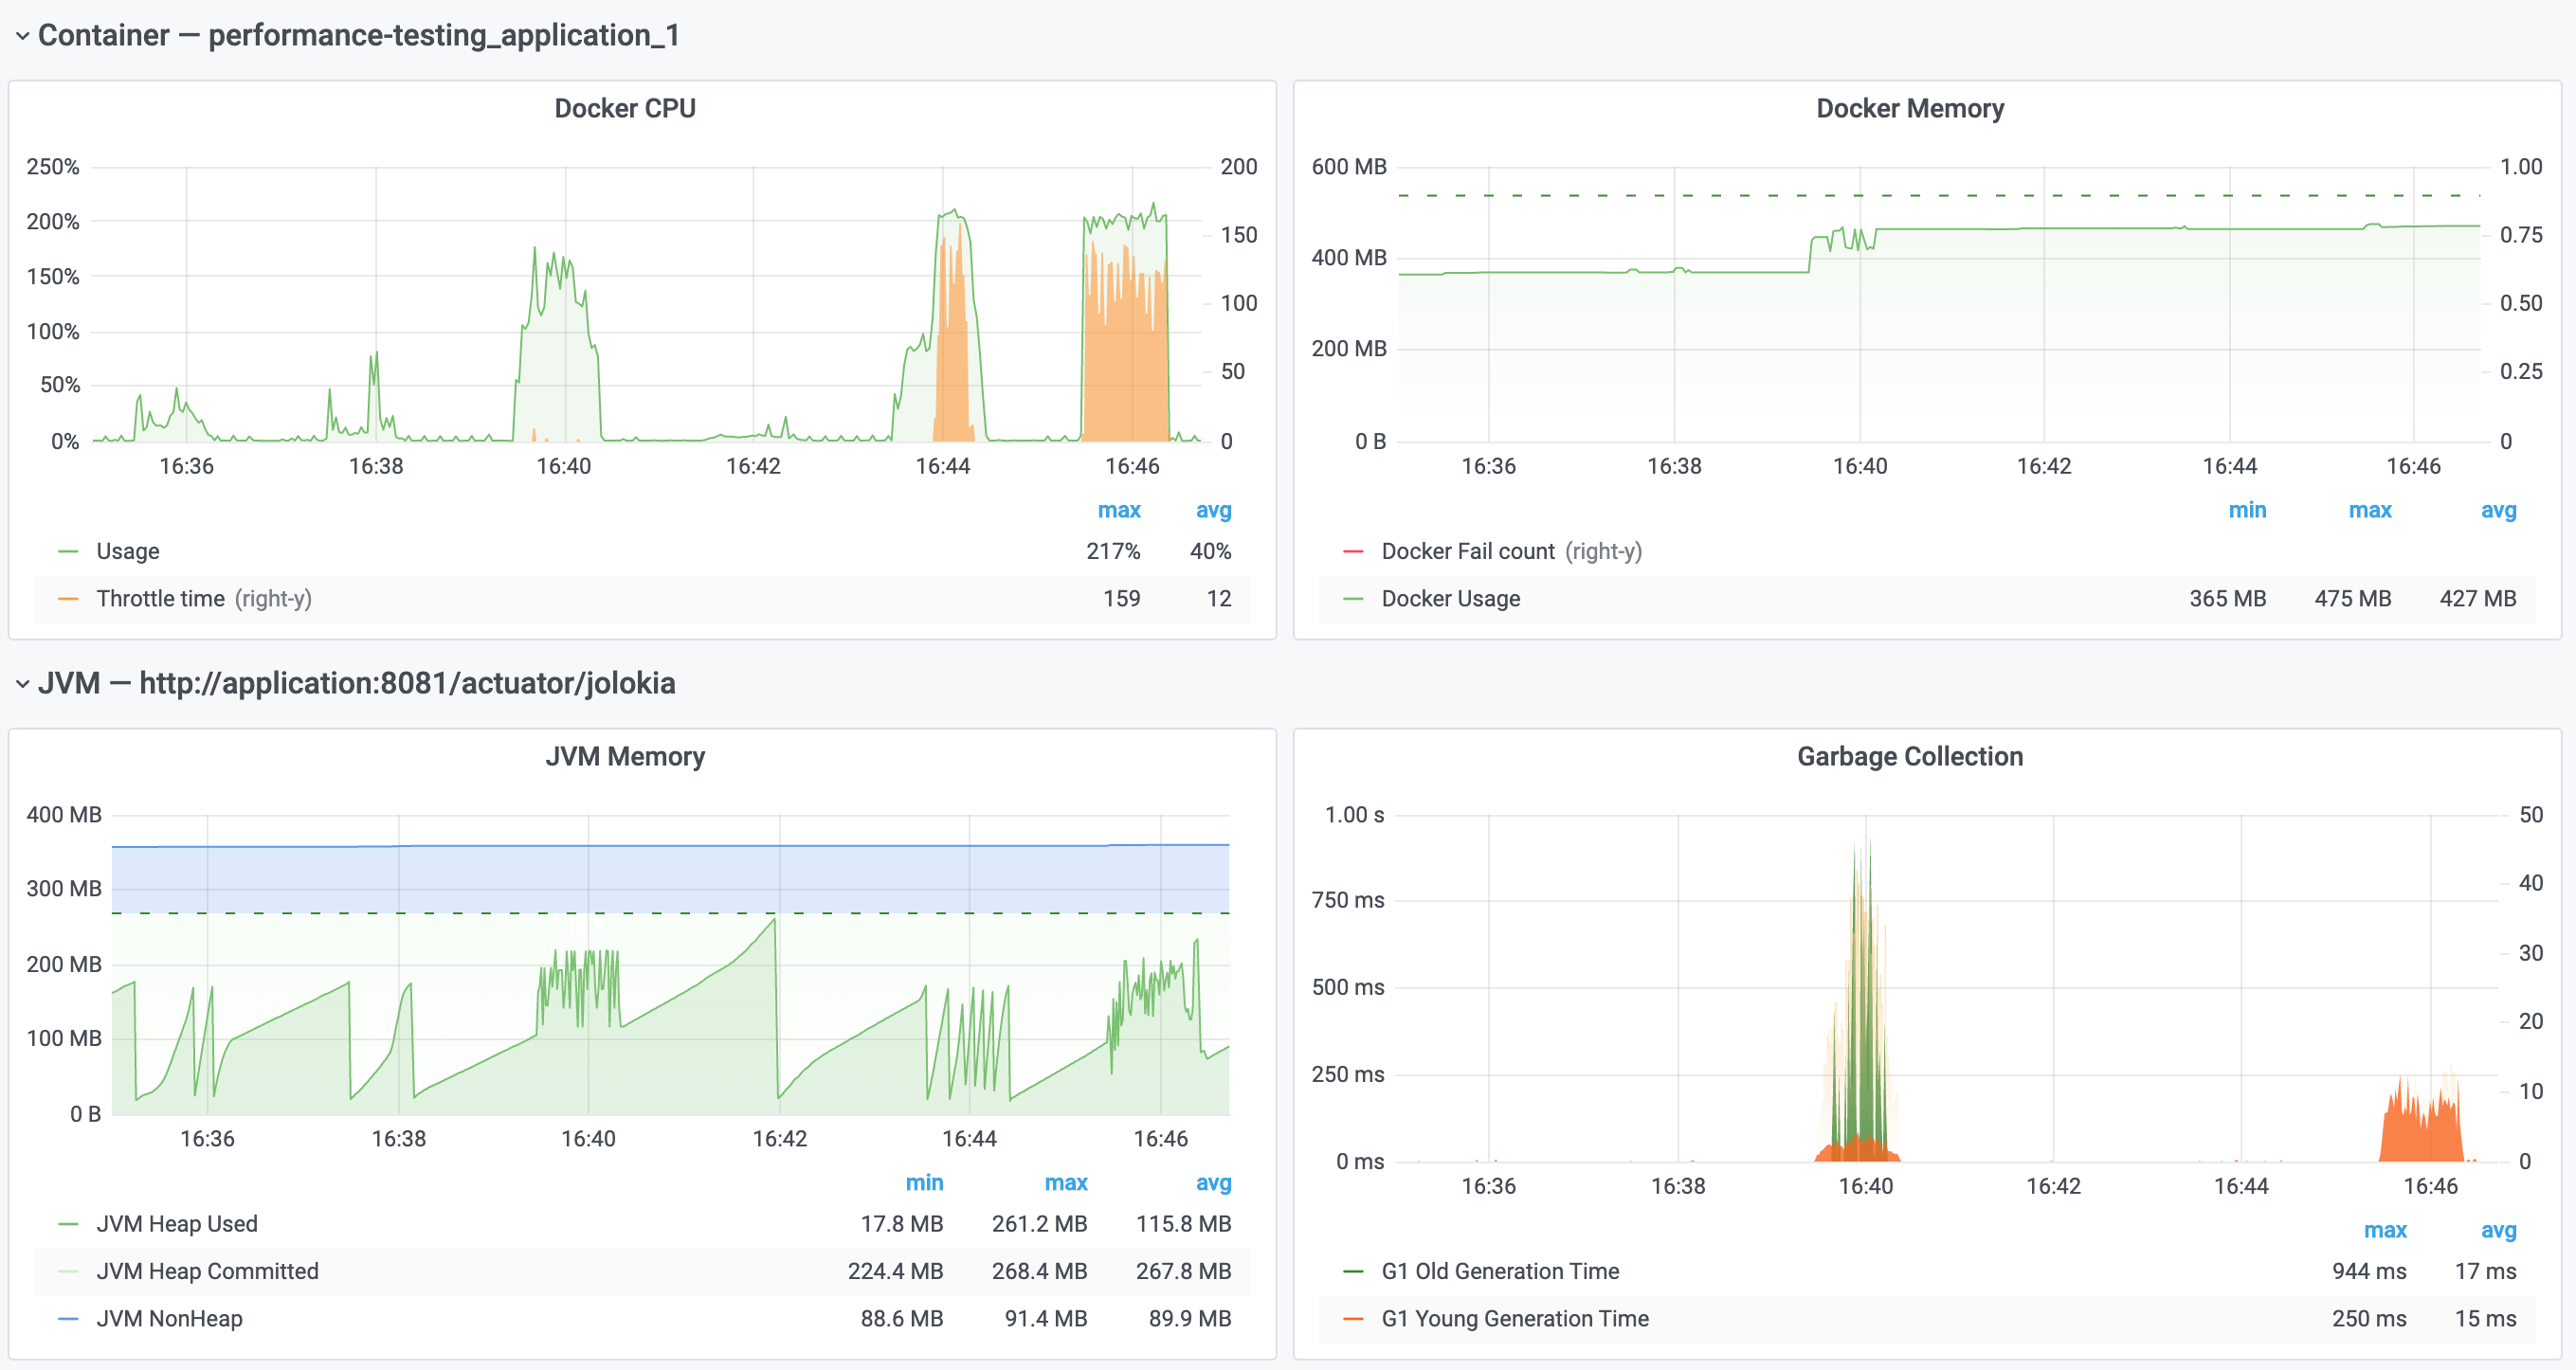 Container — performance-testing_application_1
Docker CPU
250%
200%
150%
100%
50%
0%
200
150
100
50
0
16:36 16:38 16:40 16:42 16:44 16:46
max avg
Usage 217% 40%
Throttle time (right-y) 159 12
Docker Memory
600 MB
400 MB
200 MB
0 B
1.00
0.75
0.50
0.25
0
16:36 16:38 16:40 16:42 16:44 16:46
min max avg
Docker Fail count (right-y)
Docker Usage 365 MB 475 MB 427 MB
JVM — http://application:8081/actuator/jolokia
JVM Memory
400 MB
300 MB
200 MB
100 MB
0 B
16:36 16:38 16:40 16:42 16:44 16:46
min max avg
JVM Heap Used 17.8 MB 261.2 MB 115.8 MB
JVM Heap Committed 224.4 MB 268.4 MB 267.8 MB
JVM NonHeap 88.6 MB 91.4 MB 89.9 MB
Garbage Collection
1.00 s
750 ms
500 ms
250 ms
0 ms
50
40
30
20
10
0
16:36 16:38 16:40 16:42 16:44 16:46
max avg
G1 Old Generation Time 944 ms 17 ms
G1 Young Generation Time 250 ms 15 ms